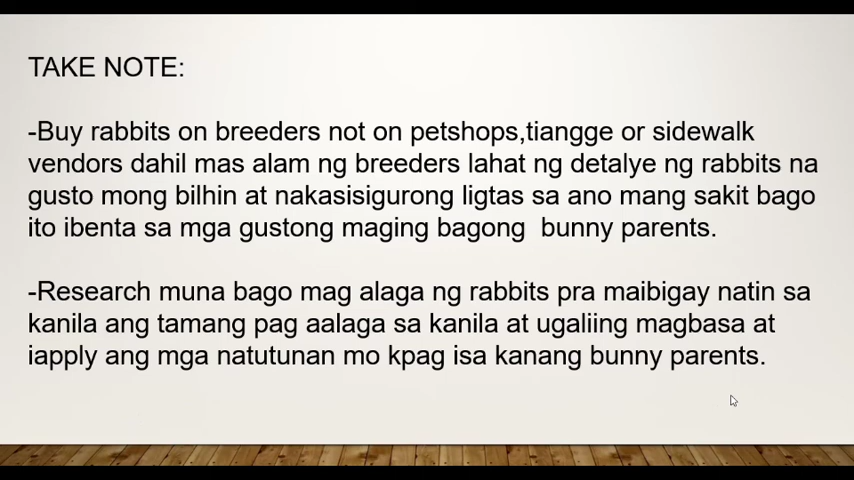 TAKE NOTE:
-Buy rabbits on breeders not on petshops,tiangge or sidewalk
vendors dahil mas alam ng breeders lahat ng detalye ng rabbits na
gusto mong bilhin at nakasisigurong ligtas sa ano mang sakit bago
ito ibenta sa mga gustong maging bagong  bunny parents.
-Research muna bago mag alaga ng rabbits pra maibigay natin sa
kanila ang tamang pag aalaga sa kanila at ugaliing magbasa at
iapply ang mga natutunan mo kpag isa kanang bunny parents.